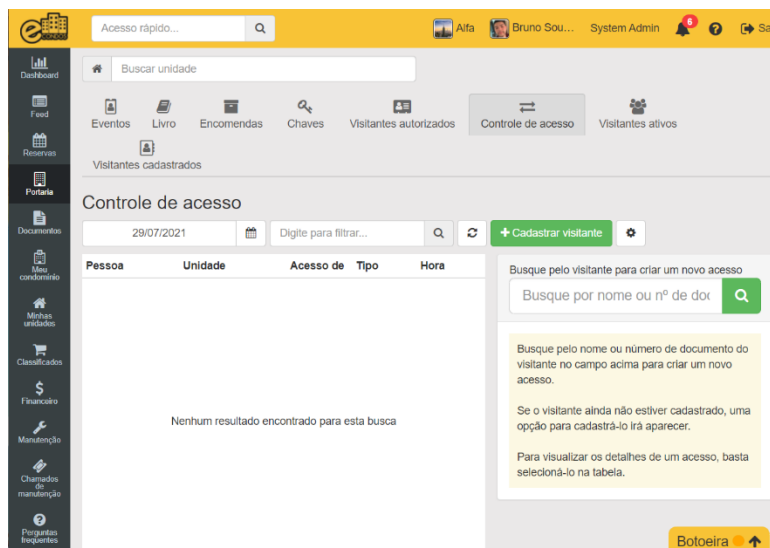 e CONDOS
Acesso rápido...
Alfa
Bruno Sou...
System Admin
6
Sa
Dashboard
Feed
Reservas
Portaria
Documentos
Meu
condomínio
Minhas
unidades
Classificados
Financeiro
Manutenção
Chamados
de
manutenção
Perguntas
frequentes
Buscar unidade
Eventos
Livro
Encomendas
Chaves
Visitantes autorizados
Controle de acesso
Visitantes ativos
Visitantes cadastrados
Controle de acesso
29/07/2021
Digite para filtrar...
+ Cadastrar visitante
Pessoa Unidade Acesso de Tipo Hora
Nenhum resultado encontrado para esta busca
Busque pelo visitante para criar um novo acesso
Busque por nome ou nº de doc
Busque pelo nome ou número de documento do
visitante no campo acima para criar um novo
acesso.
Se o visitante ainda não estiver cadastrado, uma
opção para cadastrá-lo irá aparecer.
Para visualizar os detalhes de um acesso, basta
selecioná-lo na tabela.
Botoeira